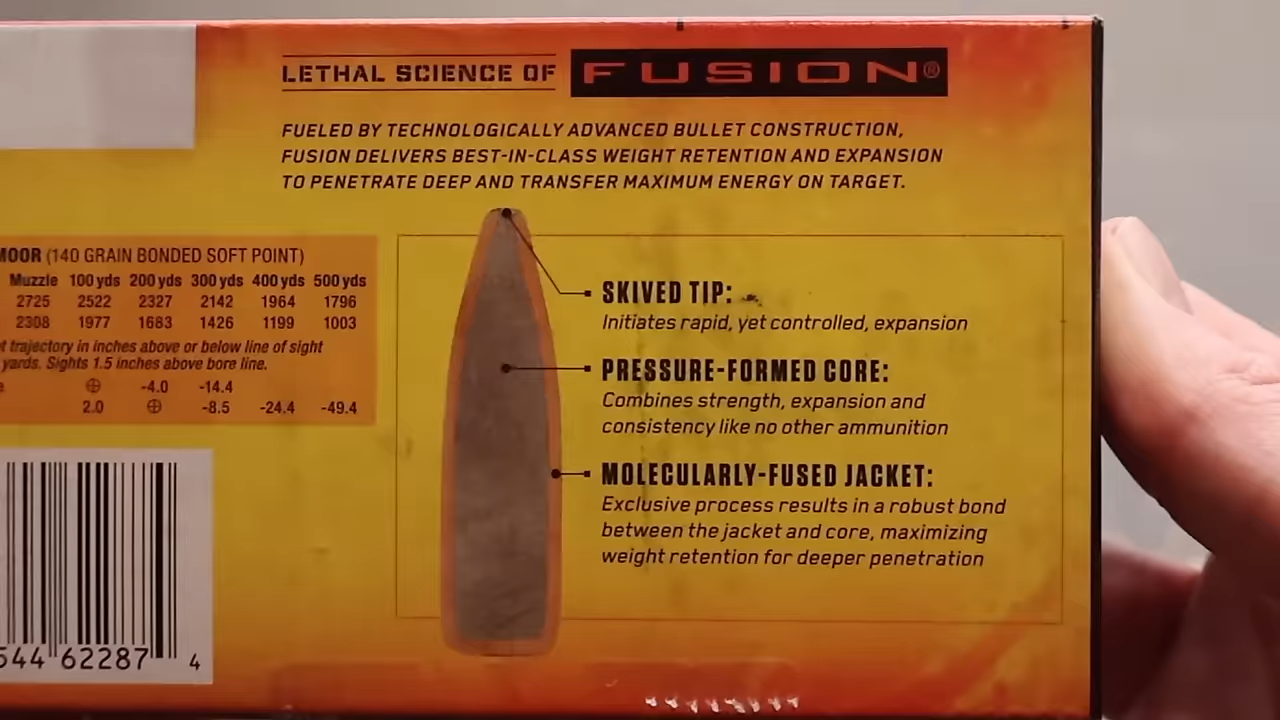 LETHAL SCIENCE OF FUSION®
FUELED BY TECHNOLOGICALLY ADVANCED BULLET CONSTRUCTION,
FUSION DELIVERS BEST-IN-CLASS WEIGHT RETENTION AND EXPANSION
TO PENETRATE DEEP AND TRANSFER MAXIMUM ENERGY ON TARGET.
(140 GRAIN BONDED SOFT POINT)
Muzzle 100 yds 200 yds 300 yds 400 yds 500 yds
2725 2522 2327 2142 1964 1796
2308 1977 1683 1426 1199 1003
trajectory in inches above or below line of sight
yards. Sights 1.5 inches above bore line.
-4.0 -14.4
2.0 -8.5 -24.4 -49.4
544 62287 4
SKIVED TIP:
Initiates rapid, yet controlled, expansion
PRESSURE-FORMED CORE:
Combines strength, expansion and
consistency like no other ammunition
MOLECULARLY-FUSED JACKET:
Exclusive process results in a robust bond
between the jacket and core, maximizing
weight retention for deeper penetration